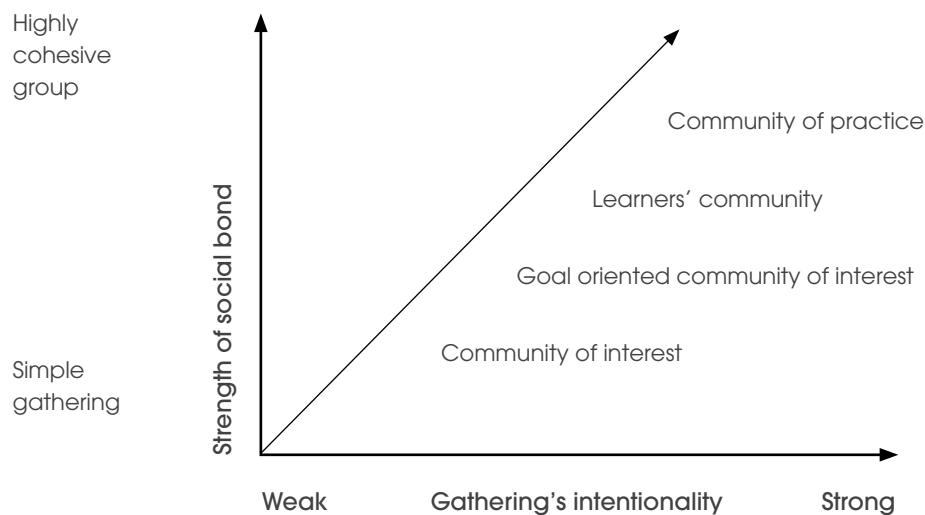 Highly
cohesive
group
Community of practice
Learners’ community
Strength of social bond
Goal oriented community of interest
Community of interest
Simple
gathering
Weak
Gathering’s intentionality
Strong